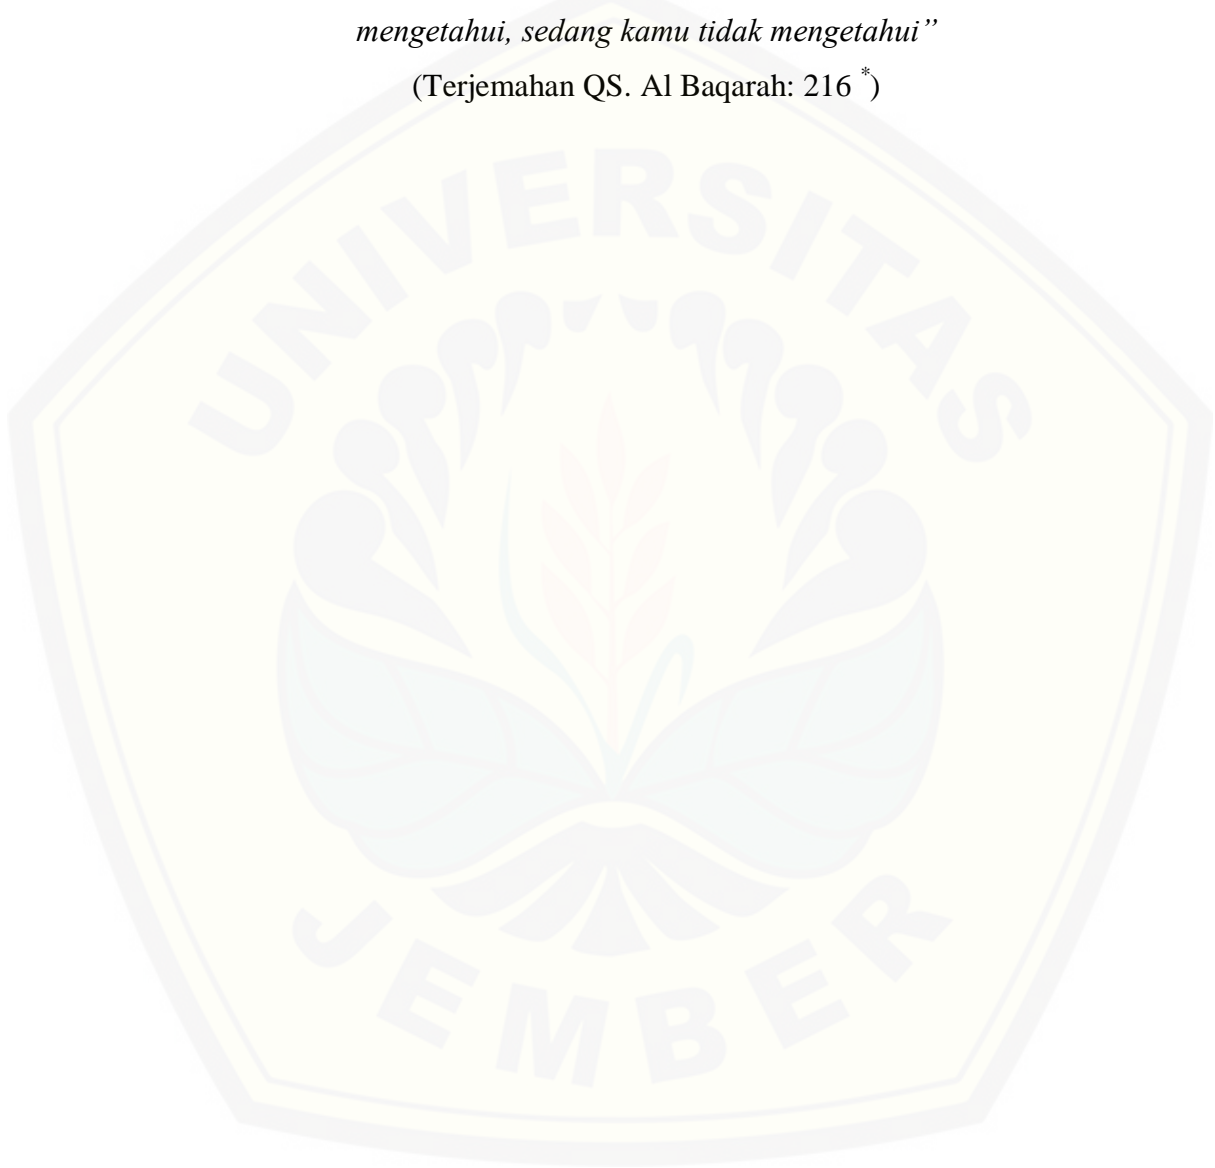 mengetahui, sedang kamu tidak mengetahui”
(Terjemahan QS. Al Baqarah: 216 *)
UNIVERSITAS
JEMBER